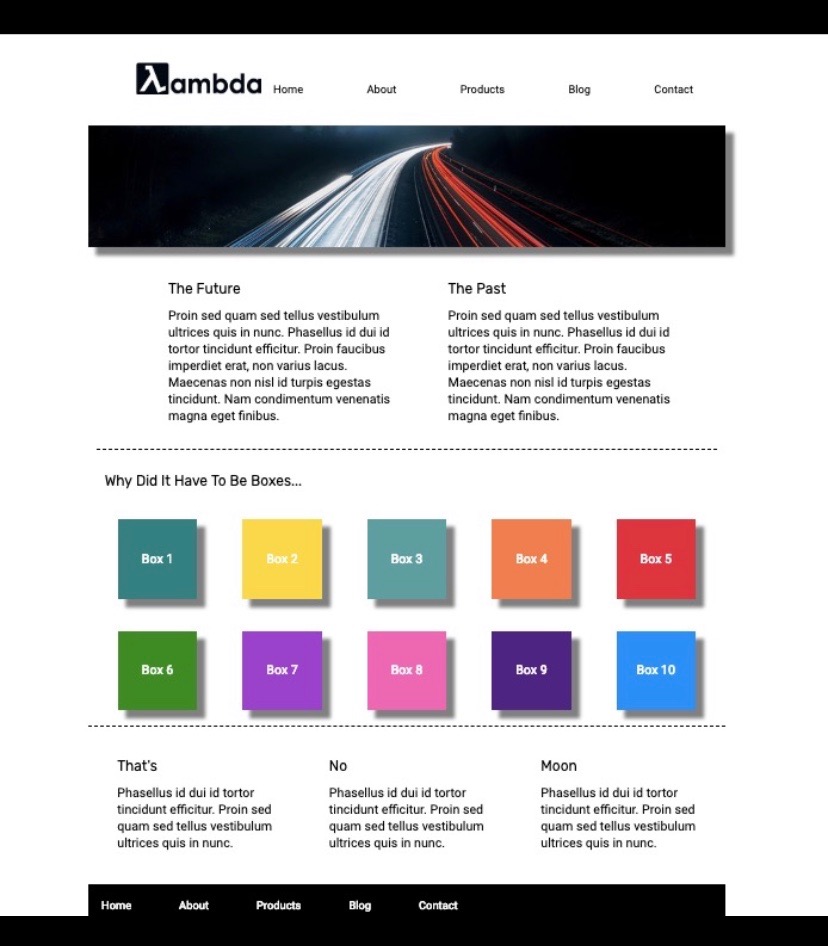 λambda Home About Products Blog Contact
The Future
Proin sed quam sed tellus vestibulum
ultrices quis in nunc. Phasellus id dui id
tortor tincidunt efficitur. Proin faucibus
imperdiet erat, non varius lacus.
Maecenas non nisl id turpis egestas
tincidunt. Nam condimentum venenatis
magna eget finibus.
The Past
Proin sed quam sed tellus vestibulum
ultrices quis in nunc. Phasellus id dui id
tortor tincidunt efficitur. Proin faucibus
imperdiet erat, non varius lacus.
Maecenas non nisl id turpis egestas
tincidunt. Nam condimentum venenatis
magna eget finibus.
Why Did It Have To Be Boxes...
Box 1 Box 2 Box 3 Box 4 Box 5
Box 6 Box 7 Box 8 Box 9 Box 10
That's
Phasellus id dui id tortor
tincidunt efficitur. Proin sed
quam sed tellus vestibulum
ultrices quis in nunc.
No
Phasellus id dui id tortor
tincidunt efficitur. Proin sed
quam sed tellus vestibulum
ultrices quis in nunc.
Moon
Phasellus id dui id tortor
tincidunt efficitur. Proin sed
quam sed tellus vestibulum
ultrices quis in nunc.
Home About Products Blog Contact